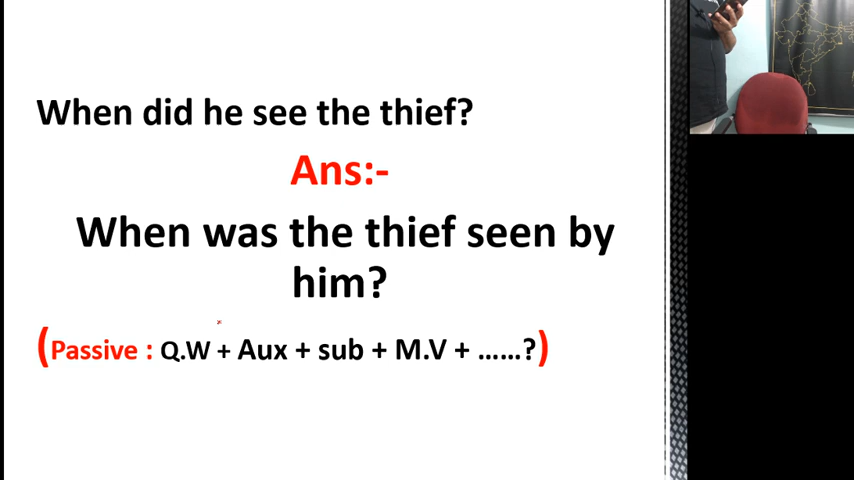 When did he see the thief?
Ans:-
When was the thief seen by
him?
(Passive : Q.W + Aux + sub + M.V + ……?)